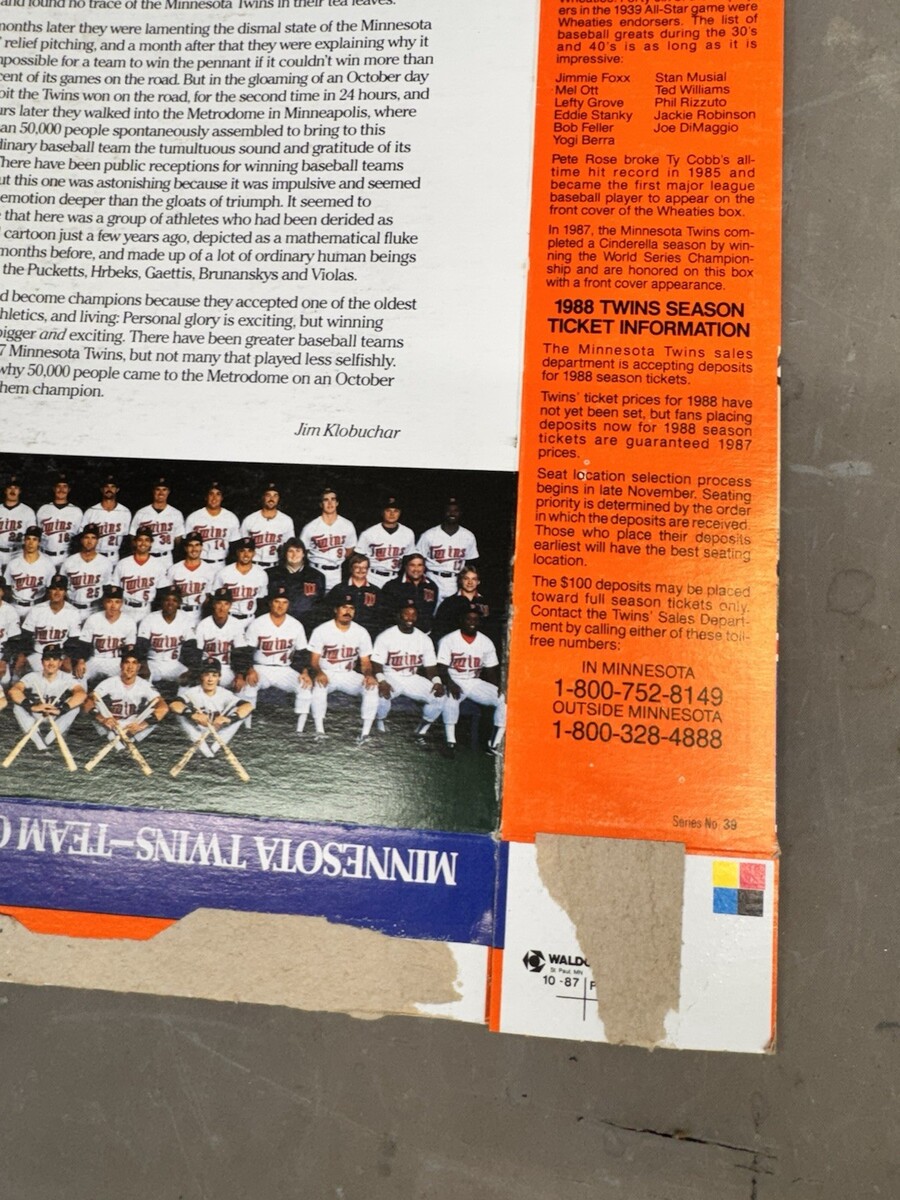 and found no trace of the Minnesota Twins in their tea leaves.
months later they were lamenting the dismal state of the Minnesota
' relief pitching, and a month after that they were explaining why it
possible for a team to win the pennant if it couldn't win more than
cent of its games on the road. But in the gloaming of an October day
oit the Twins won on the road, for the second time in 24 hours, and
urs later they walked into the Metrodome in Minneapolis, where
an 50,000 people spontaneously assembled to bring to this
dinary baseball team the tumultuous sound and gratitude of its
There have been public receptions for winning baseball teams
ut this one was astonishing because it was impulsive and seemed
emotion deeper than the gloats of triumph. It seemed to
that here was a group of athletes who had been derided as
cartoon just a few years ago, depicted as a mathematical fluke
months before, and made up of a lot of ordinary human beings
the Pucketts, Hrbeks, Gaettis, Brunanskys and Violas.
d become champions because they accepted one of the oldest
hletics, and living: Personal glory is exciting, but winning
bigger and exciting. There have been greater baseball teams
7 Minnesota Twins, but not many that played less selfishly.
why 50,000 people came to the Metrodome on an October
hem champion.
Jim Klobuchar
MINNESOTA TWINS–TEAM
ers in the 1939 All-Star game were
Wheaties endorsers. The list of
baseball greats during the 30's
and 40's is as long as it is
impressive:
Jimmie Foxx Stan Musial
Mel Ott Ted Williams
Lefty Grove Phil Rizzuto
Eddie Stanky Jackie Robinson
Bob Feller Joe DiMaggio
Yogi Berra
Pete Rose broke Ty Cobb's all-
time hit record in 1985 and
became the first major league
baseball player to appear on the
front cover of the Wheaties box.
In 1987, the Minnesota Twins com-
pleted a Cinderella season by win-
ning the World Series Champion-
ship and are honored on this box
with a front cover appearance.
1988 TWINS SEASON
TICKET INFORMATION
The Minnesota Twins sales
department is accepting deposits
for 1988 season tickets.
Twins' ticket prices for 1988 have
not yet been set, but fans placing
deposits now for 1988 season
tickets are guaranteed 1987
prices.
Seat location selection process
begins in late November. Seating
priority is determined by the order
in which the deposits are received.
Those who place their deposits
earliest will have the best seating
location.
The $100 deposits may be placed
toward full season tickets only.
Contact the Twins' Sales Depart-
ment by calling either of these toll-
free numbers:
IN MINNESOTA
1-800-752-8149
OUTSIDE MINNESOTA
1-800-328-4888
Series No. 39
WALD
St. Paul, MN
10-87